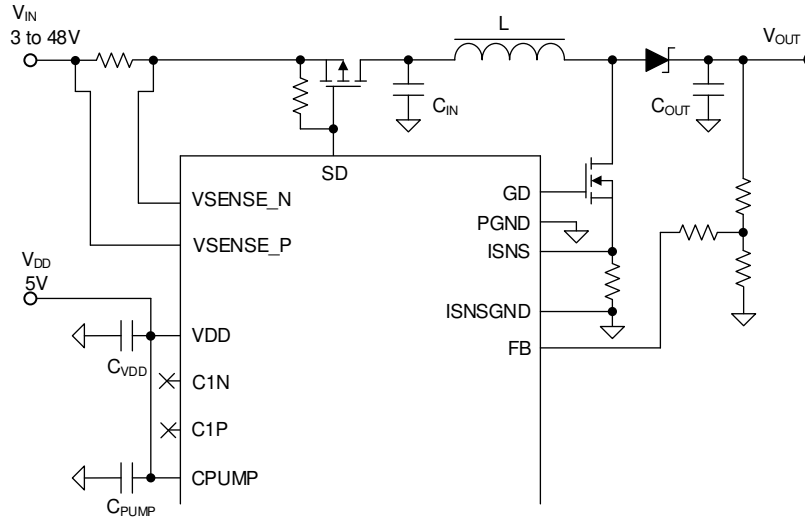 VIN
3 to 48V
L
VOUT
CIN
COUT
SD
GD
VSENSE_N
PGND
VSENSE_P
ISNS
VDD
5V
ISNSGND
VDD
FB
CVDD
C1N
C1P
CPUMP
CPUMP